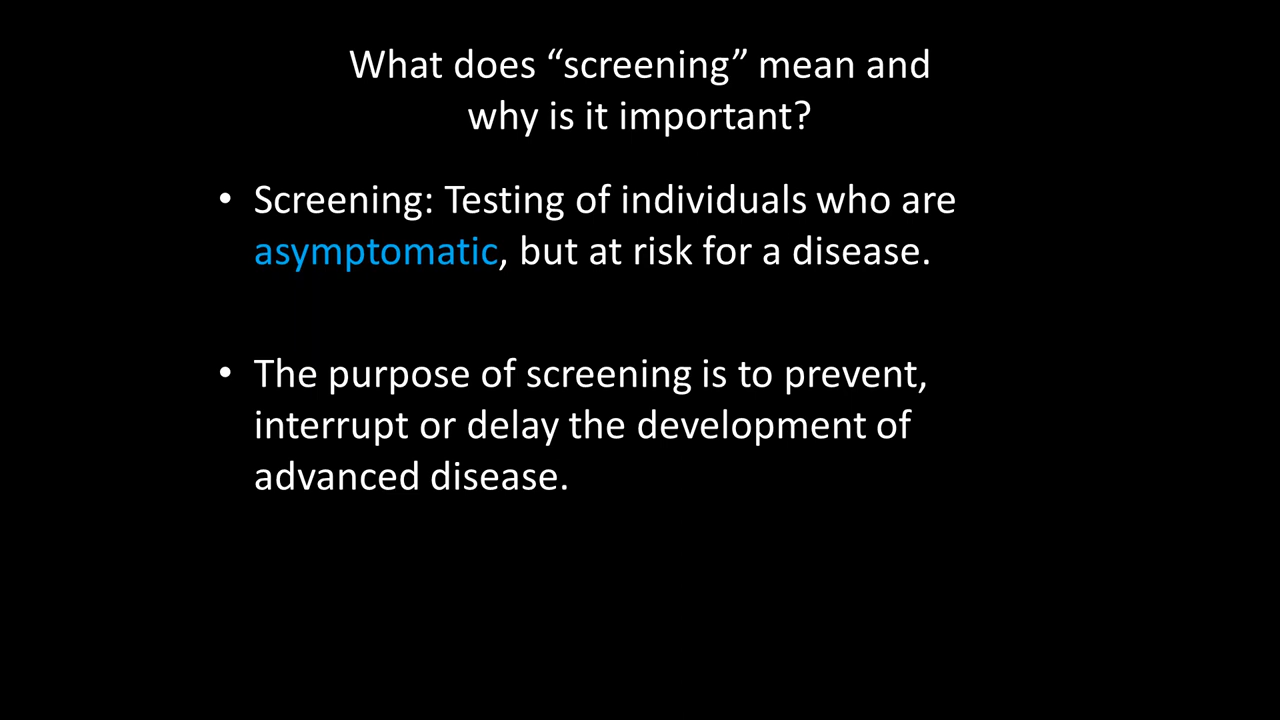 What does “screening” mean and
why is it important?
• Screening: Testing of individuals who are
asymptomatic, but at risk for a disease.
• The purpose of screening is to prevent,
interrupt or delay the development of
advanced disease.